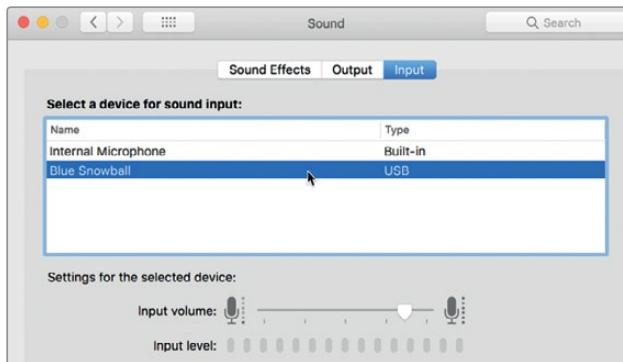 Sound
Search
Sound Effects Output Input
Select a device for sound input:
Name Type
Internal Microphone Built-in
Blue Snowball USB
Settings for the selected device:
Input volume:
Input level: